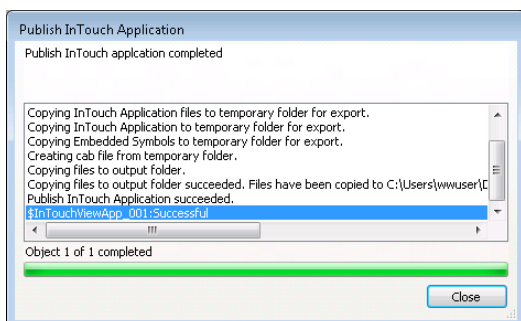 Publish InTouch Application
Publish InTouch applcation completed
Copying InTouch Application files to temporary folder for export.
Copying InTouch Application to temporary folder for export.
Copying Embedded Symbols to temporary folder for export.
Creating cab file from temporary folder.
Copying files to output folder.
Copying files to output folder succeeded. Files have been copied to C:\Users\wwuser\D
Publish InTouch Application succeeded.
$InTouchViewApp_001:Successful
Object 1 of 1 completed
Close